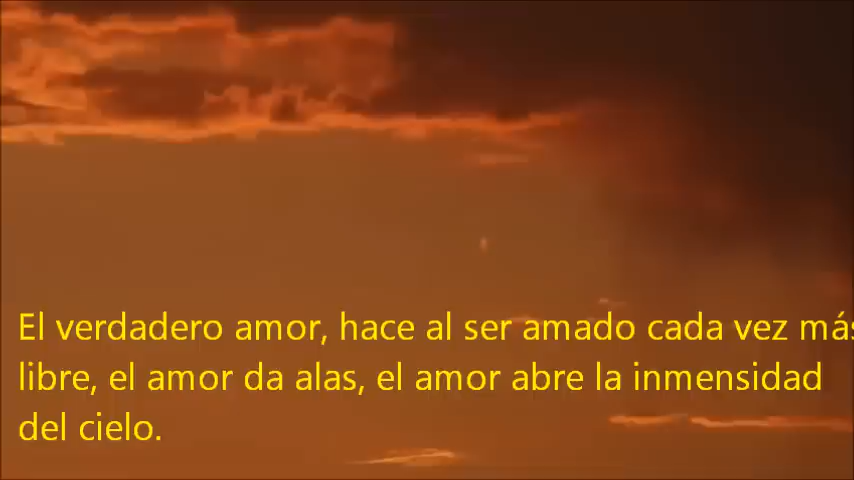 El verdadero amor, hace al ser amado cada vez más
libre, el amor da alas, el amor abre la inmensidad
del cielo.